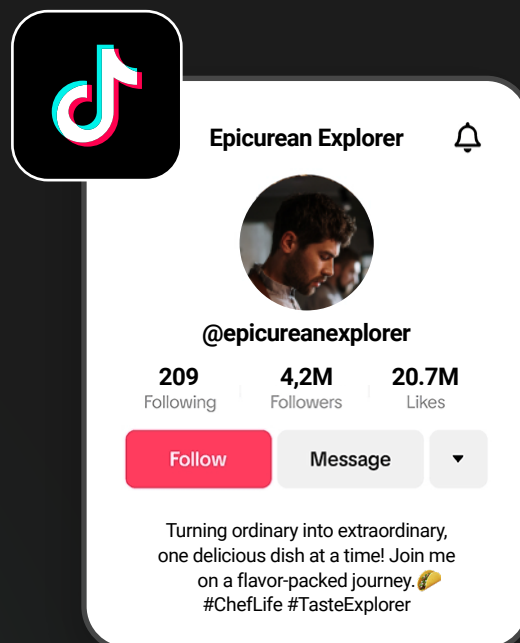 Epicurean Explorer
@epicureanexplorer
209 4,2M 20.7M
Following Followers Likes
Follow Message
Turning ordinary into extraordinary,
one delicious dish at a time! Join me
on a flavor-packed journey.🌮
#ChefLife #TasteExplorer